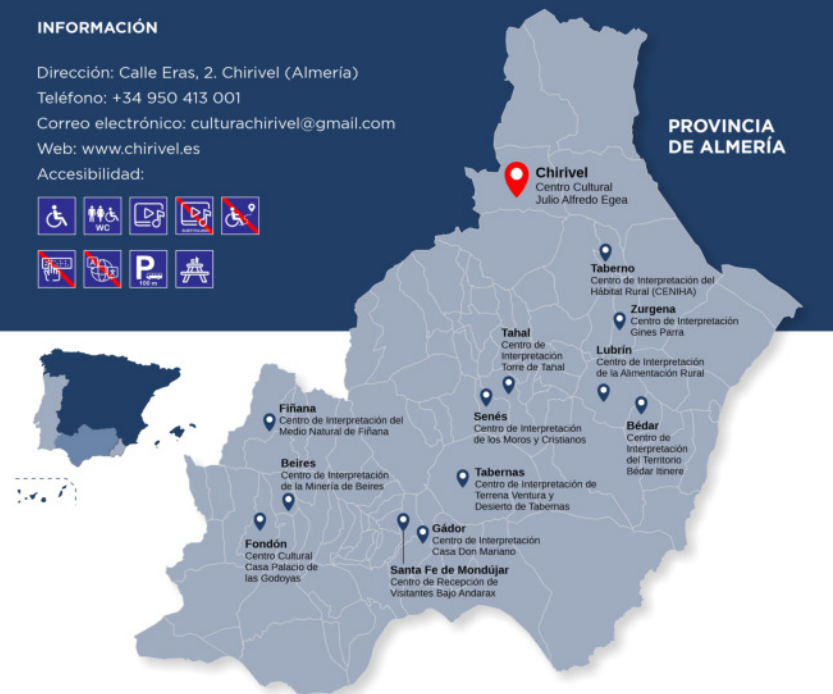 INFORMACIÓN
Dirección: Calle Eras, 2. Chirivel (Almería)
Teléfono: +34 950 413 001
Correo electrónico: culturachirivel@gmail.com
Web: www.chirivel.es
Accesibilidad:
WC
SUBTITULADO
P
100 m
PROVINCIA
DE ALMERÍA
Chirivel
Centro Cultural
Julio Alfredo Egea
Taberno
Centro de Interpretación del
Hábitat Rural (CENIHA)
Zurgena
Centro de Interpretación
Gines Parra
Tahal
Centro de
Interpretación
Torre de Tahal
Lubrín
Centro de Interpretación
de la Alimentación Rural
Senés
Centro de Interpretación
de los Moros y Cristianos
Bédar
Centro de
Interpretación
del Territorio
Bédar Itinere
Fiñana
Centro de Interpretación del
Medio Natural de Fiñana
Beires
Centro de Interpretación
de la Minería de Beires
Tabernas
Centro de Interpretación de
Terrena Ventura y
Desierto de Tabernas
Fondón
Centro Cultural
Casa Palacio de
las Godoyas
Gádor
Centro de Interpretación
Casa Don Mariano
Santa Fe de Mondújar
Centro de Recepción de
Visitantes Bajo Andarax